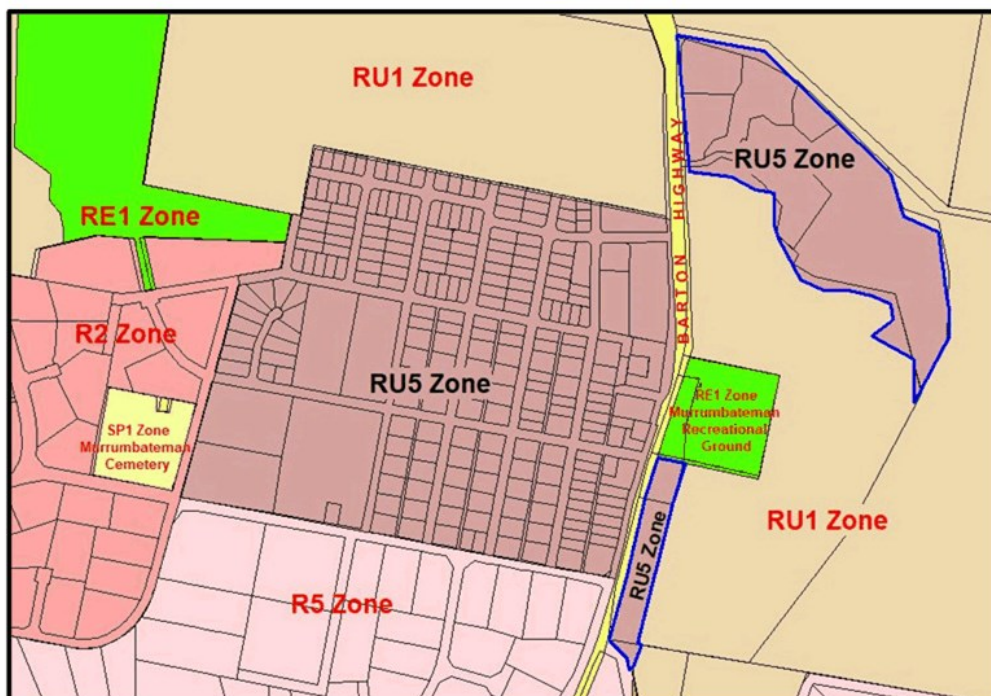 RU1 Zone
RU5 Zone
BARTON HIGHWAY
RE1 Zone
R2 Zone
RU5 Zone
SP1 Zone
Murrumbateman
Cemetery
RE1 Zone
Murrumbateman
Recreational
Ground
RU1 Zone
RU5 Zone
R5 Zone